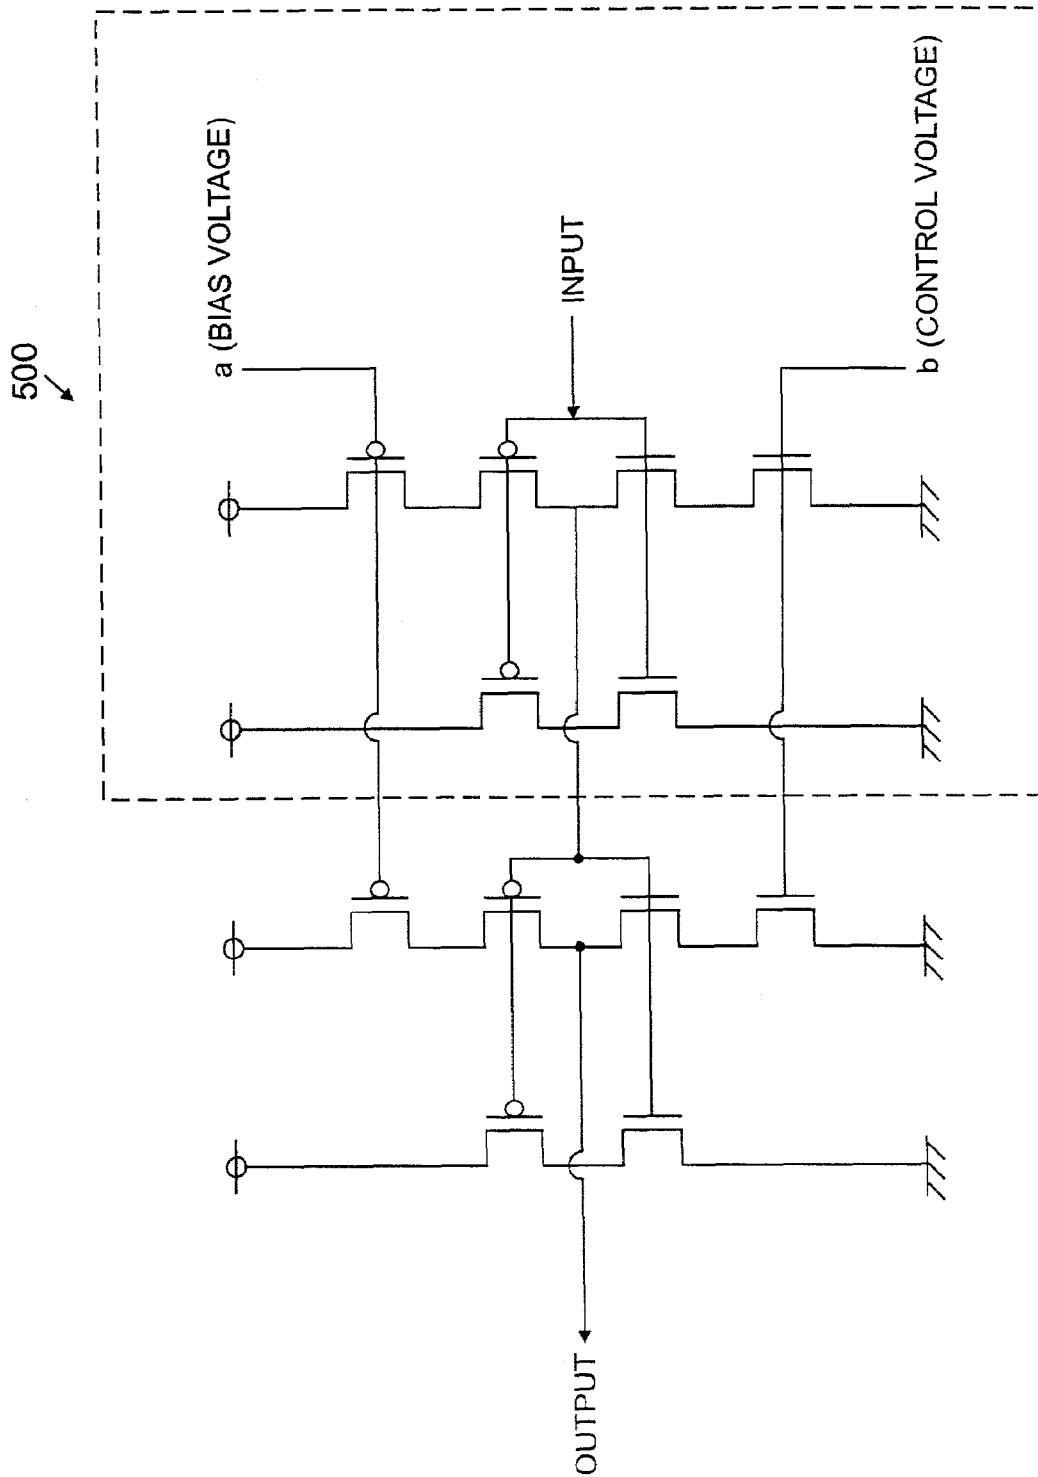 500
a (BIAS VOLTAGE)
INPUT
b (CONTROL VOLTAGE)
OUTPUT